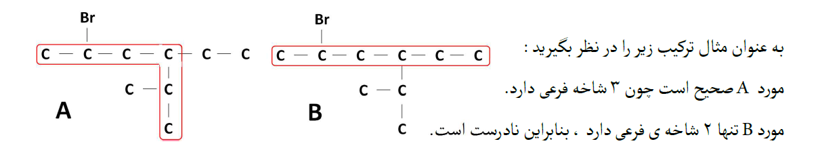 به عنوان مثال ترکیب زیر را در نظر بگیرید :
مورد A صحیح است چون ۳ شاخه فرعی دارد.
مورد B تنها ۲ شاخه ی فرعی دارد ، بنابراین نادرست است.
Br
C — C — C — C — C — C
C — C
C
A
Br
C — C — C — C — C — C
C — C
C
B